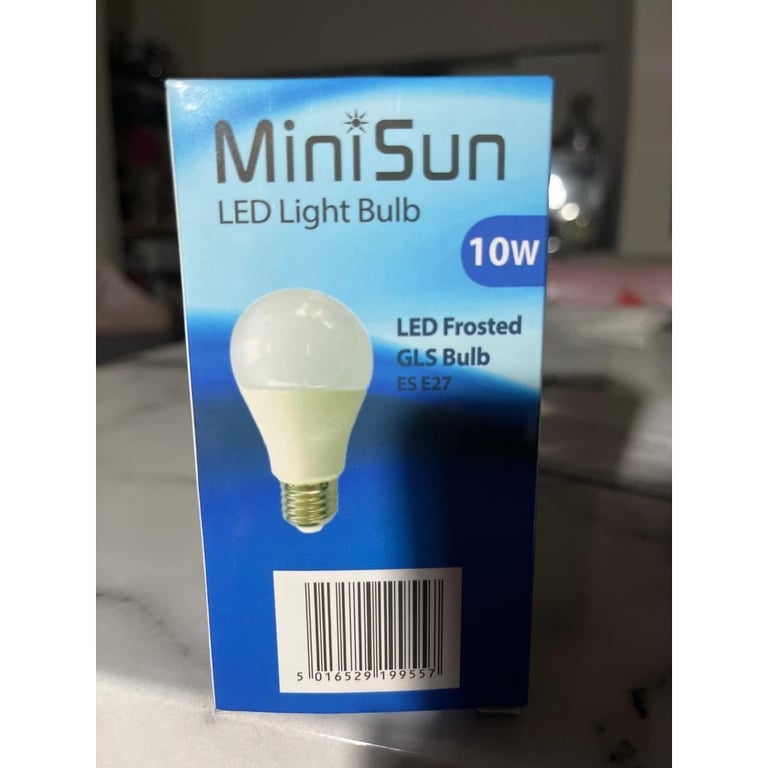 MiniSun
LED Light Bulb
10W
LED Frosted
GLS Bulb
ES E27
5 016529 199557